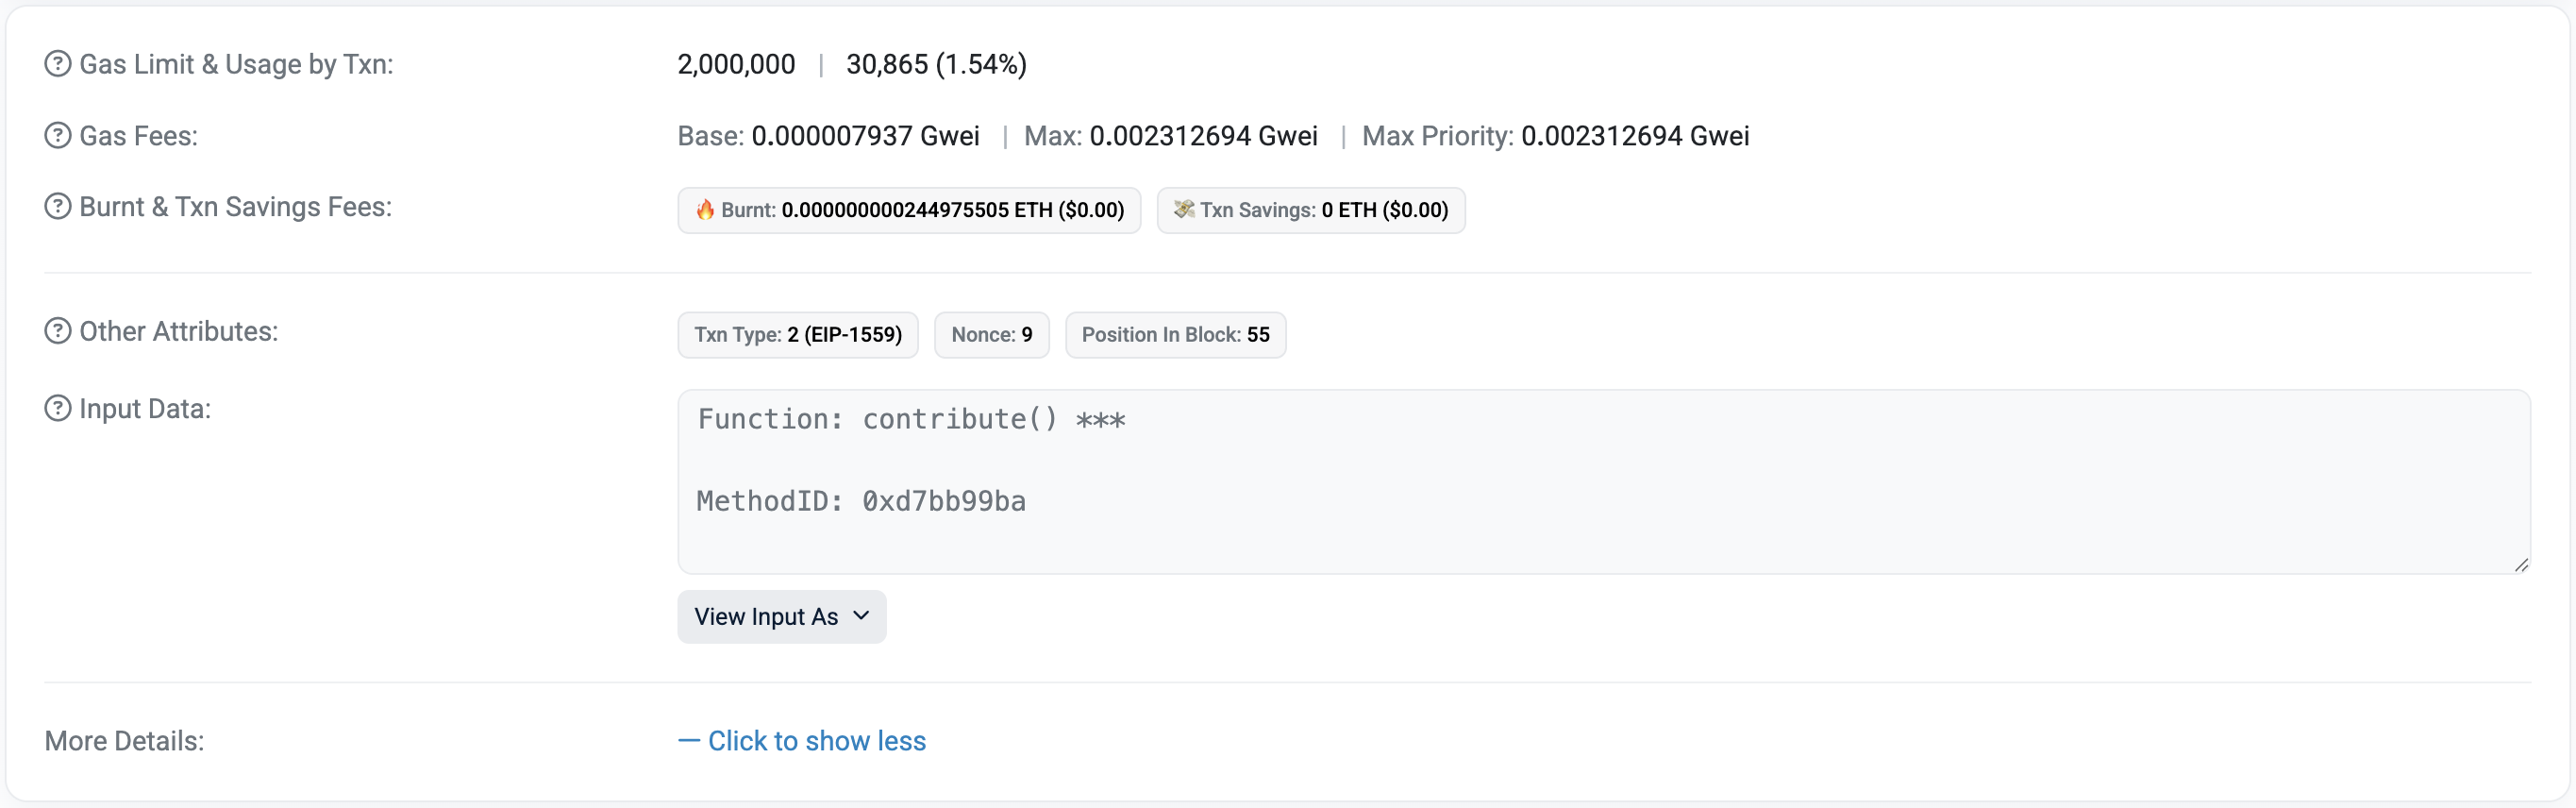 Gas Limit & Usage by Txn: 2,000,000 | 30,865 (1.54%)
Gas Fees: Base: 0.000007937 Gwei | Max: 0.002312694 Gwei | Max Priority: 0.002312694 Gwei
Burnt & Txn Savings Fees: 🔥 Burnt: 0.000000000244975505 ETH ($0.00) 💸 Txn Savings: 0 ETH ($0.00)
Other Attributes: Txn Type: 2 (EIP-1559) Nonce: 9 Position In Block: 55
Input Data: Function: contribute() ***
MethodID: 0xd7bb99ba
View Input As
More Details: — Click to show less